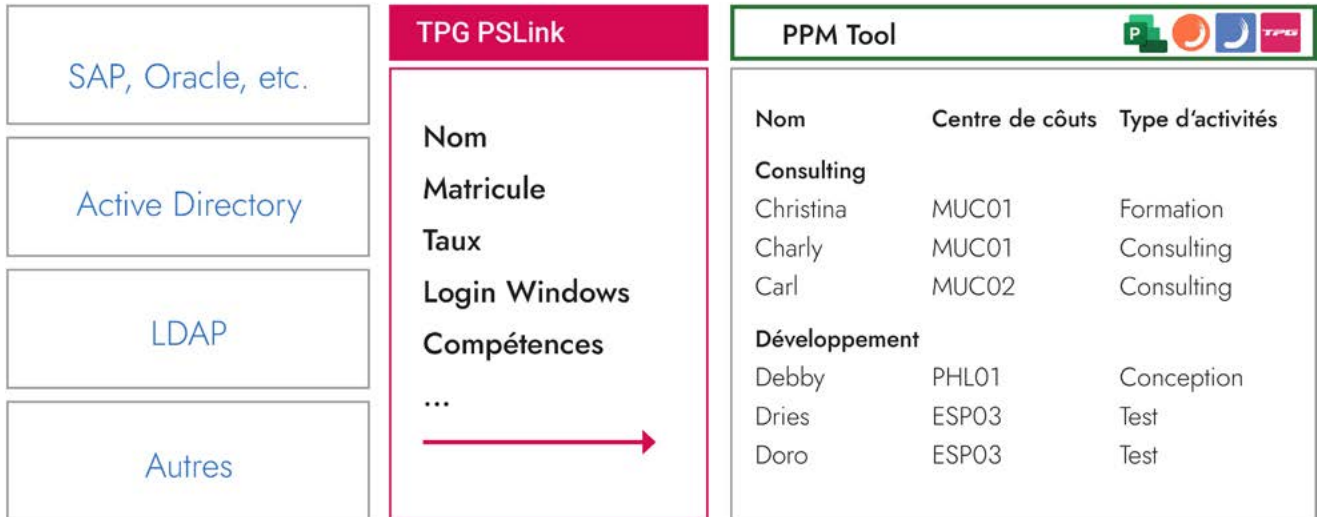 SAP, Oracle, etc.
Active Directory
LDAP
Autres
TPG PSLink
Nom
Matricule
Taux
Login Windows
Compétences
...
PPM Tool
P
TPG
Nom Centre de côuts Type d'activités
Consulting
Christina MUC01 Formation
Charly MUC01 Consulting
Carl MUC02 Consulting
Développement
Debby PHL01 Conception
Dries ESP03 Test
Doro ESP03 Test